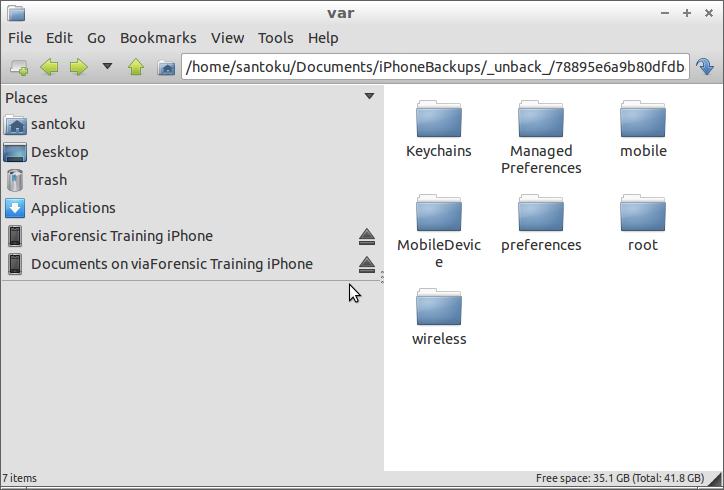 var
File Edit Go Bookmarks View Tools Help
/home/santoku/Documents/iPhoneBackups/_unback_/78895e6a9b80dfdb
Places
santoku
Desktop
Trash
Applications
viaForensic Training iPhone
Documents on viaForensic Training iPhone
Keychains
Managed
Preferences
mobile
MobileDevic
e
preferences
root
wireless
7 items
Free space: 35.1 GB (Total: 41.8 GB)